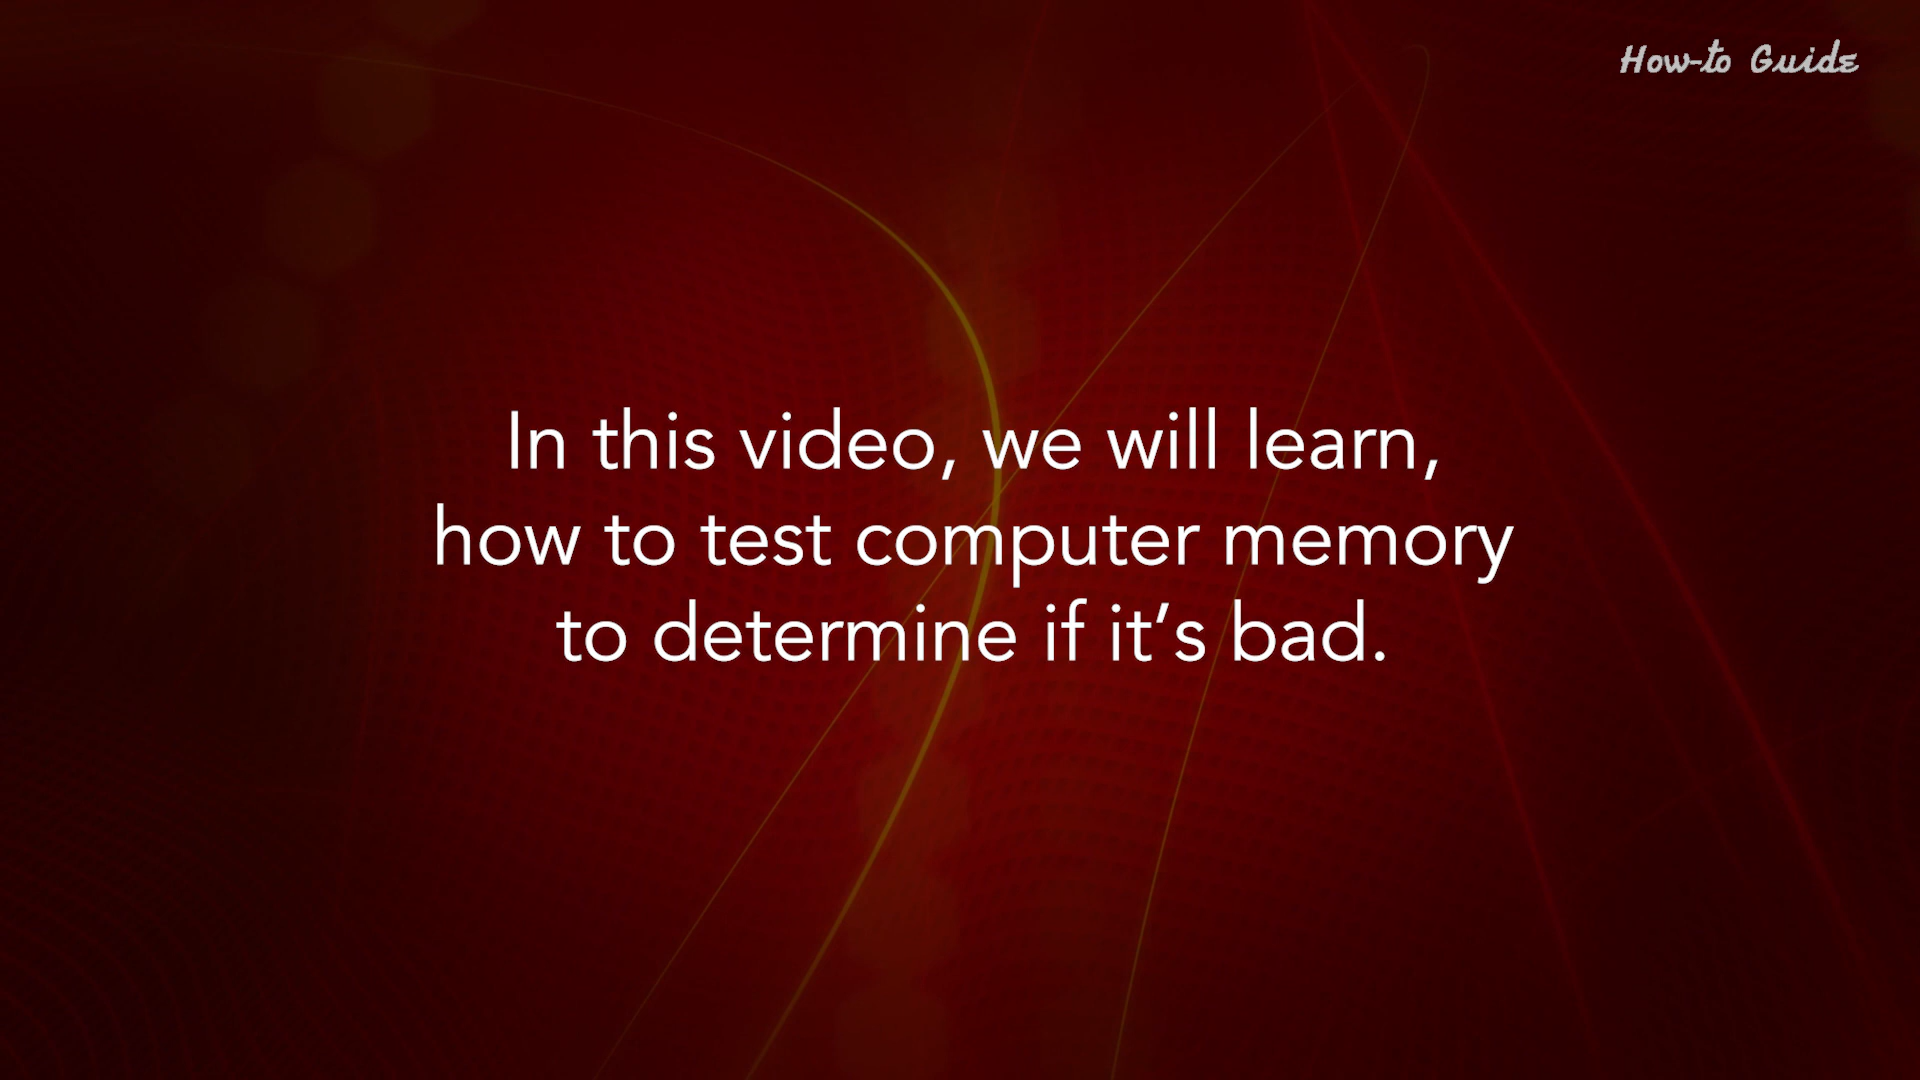 How-to Guide
In this video, we will learn,
how to test computer memory
to determine if it’s bad.